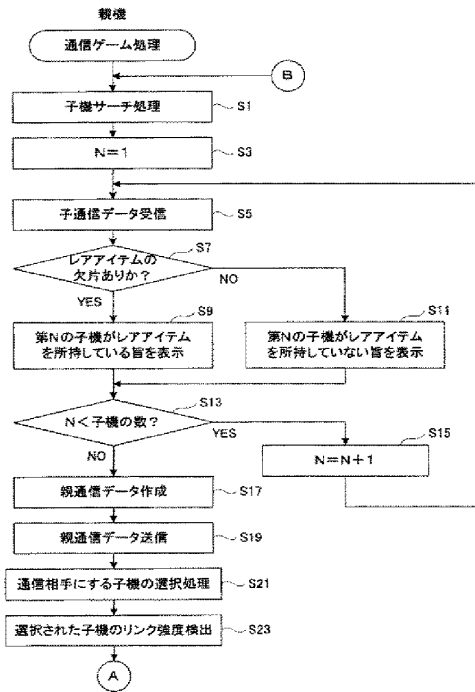 親機
通信ゲーム処理
B
子機サーチ処理
S1
N=1
S3
子通信データ受信
S5
S7
レアアイテムの
欠片ありか?
NO
YES
S9
第Nの子機がレアアイテム
を所持している旨を表示
S11
第Nの子機がレアアイテム
を所持していない旨を表示
S13
N<子機の数?
YES
NO
S15
N=N+1
親通信データ作成
S17
親通信データ送信
S19
通信相手にする子機の選択処理
S21
選択された子機のリンク強度検出
S23
A